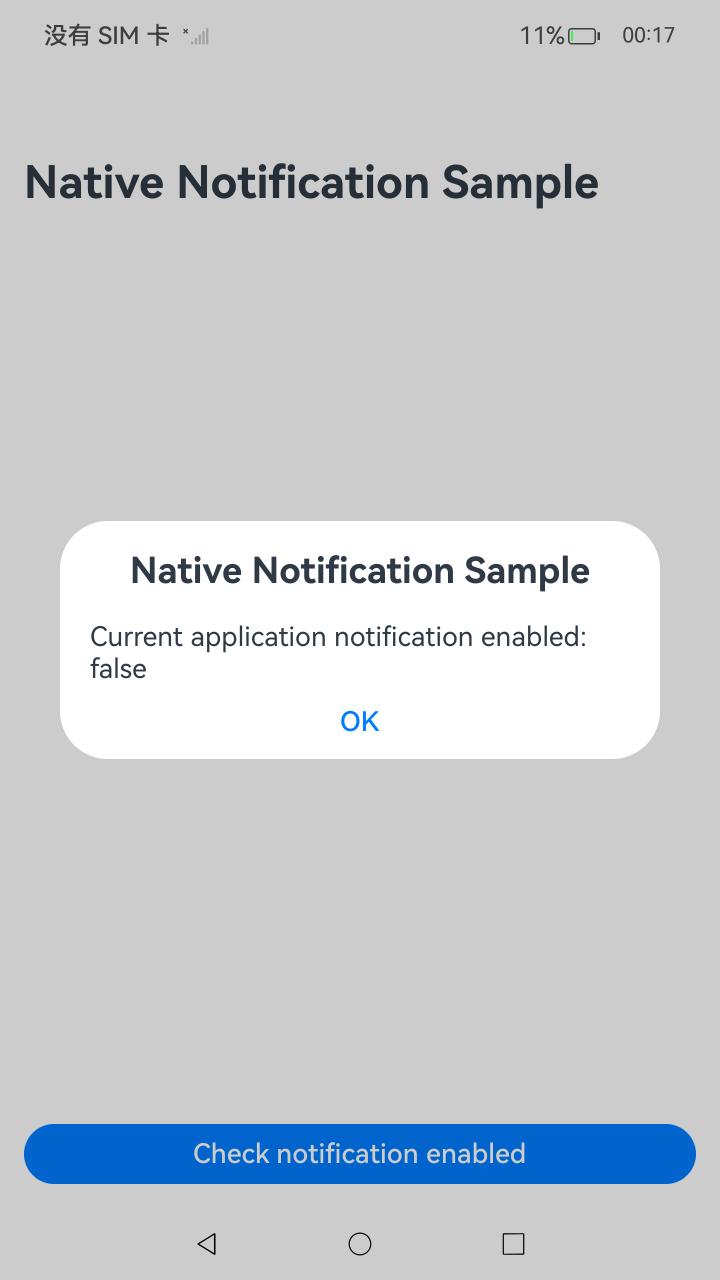 没有 SIM 卡
11%
00:17
Native Notification Sample
Native Notification Sample
Current application notification enabled:
false
OK
Check notification enabled